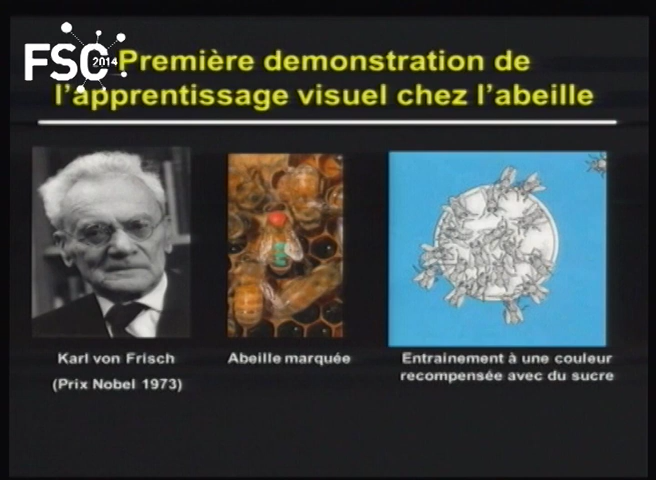 FSC 2014
Première demonstration de
l'apprentissage visuel chez l'abeille
Karl von Frisch
(Prix Nobel 1973)
Abeille marquée
Entrainement à une couleur
recompensée avec du sucre